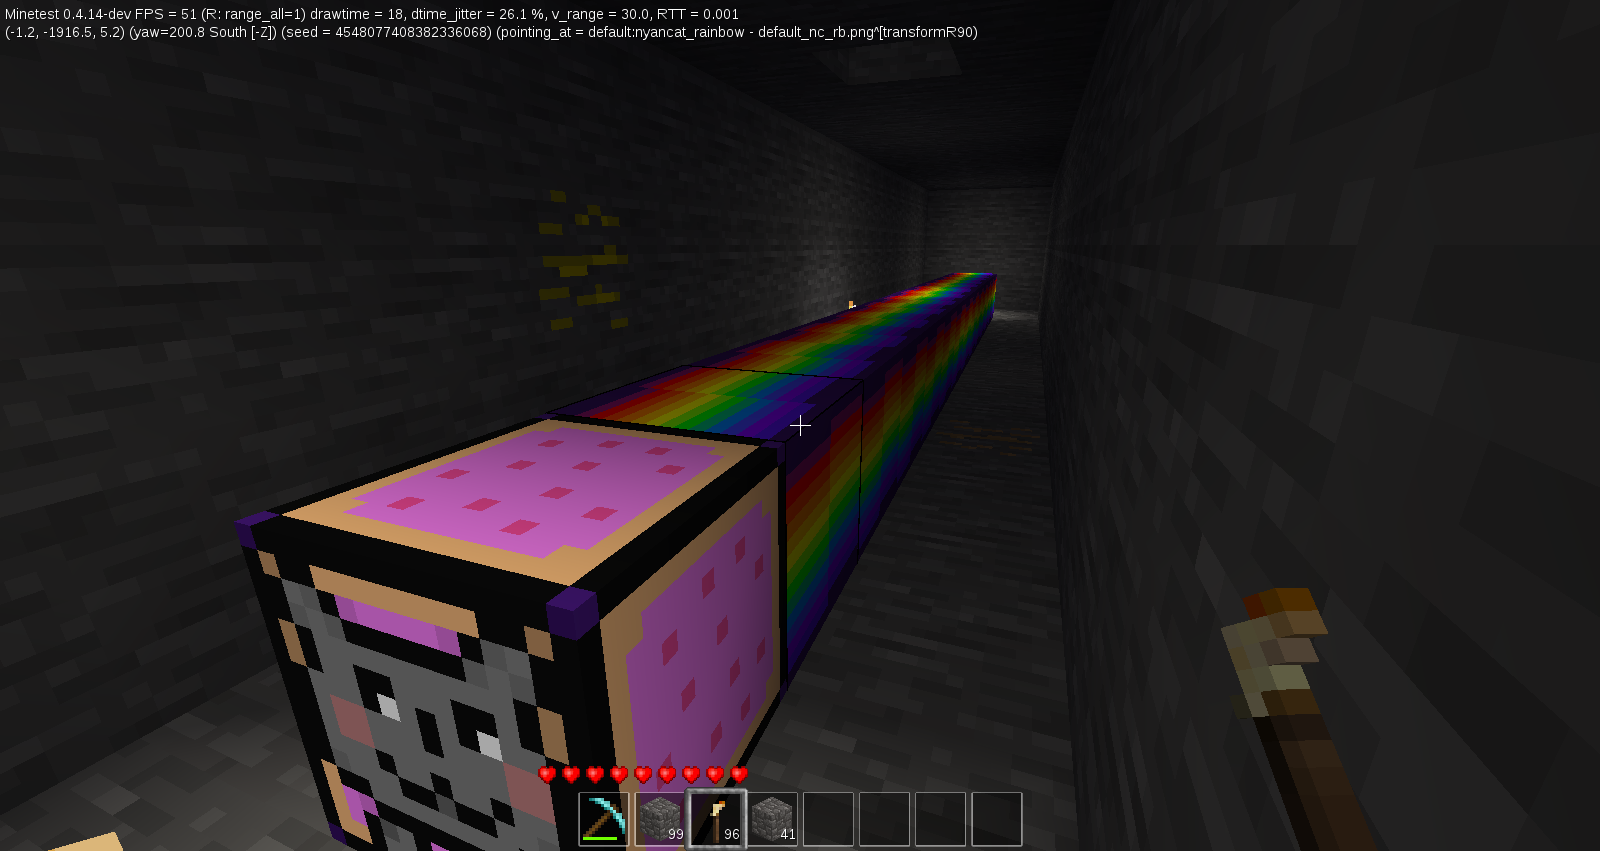 Minetest 0.4.14-dev FPS = 51 (R: range_all=1) drawtime = 18, dtime_jitter = 26.1 %, v_range = 30.0, RTT = 0.001
(-1.2, -1916.5, 5.2) (yaw=200.8 South [-Z]) (seed = 4548077408382336068) (pointing_at = default:nyancat_rainbow - default_nc_rb.png^[transformR90)
99 96 41